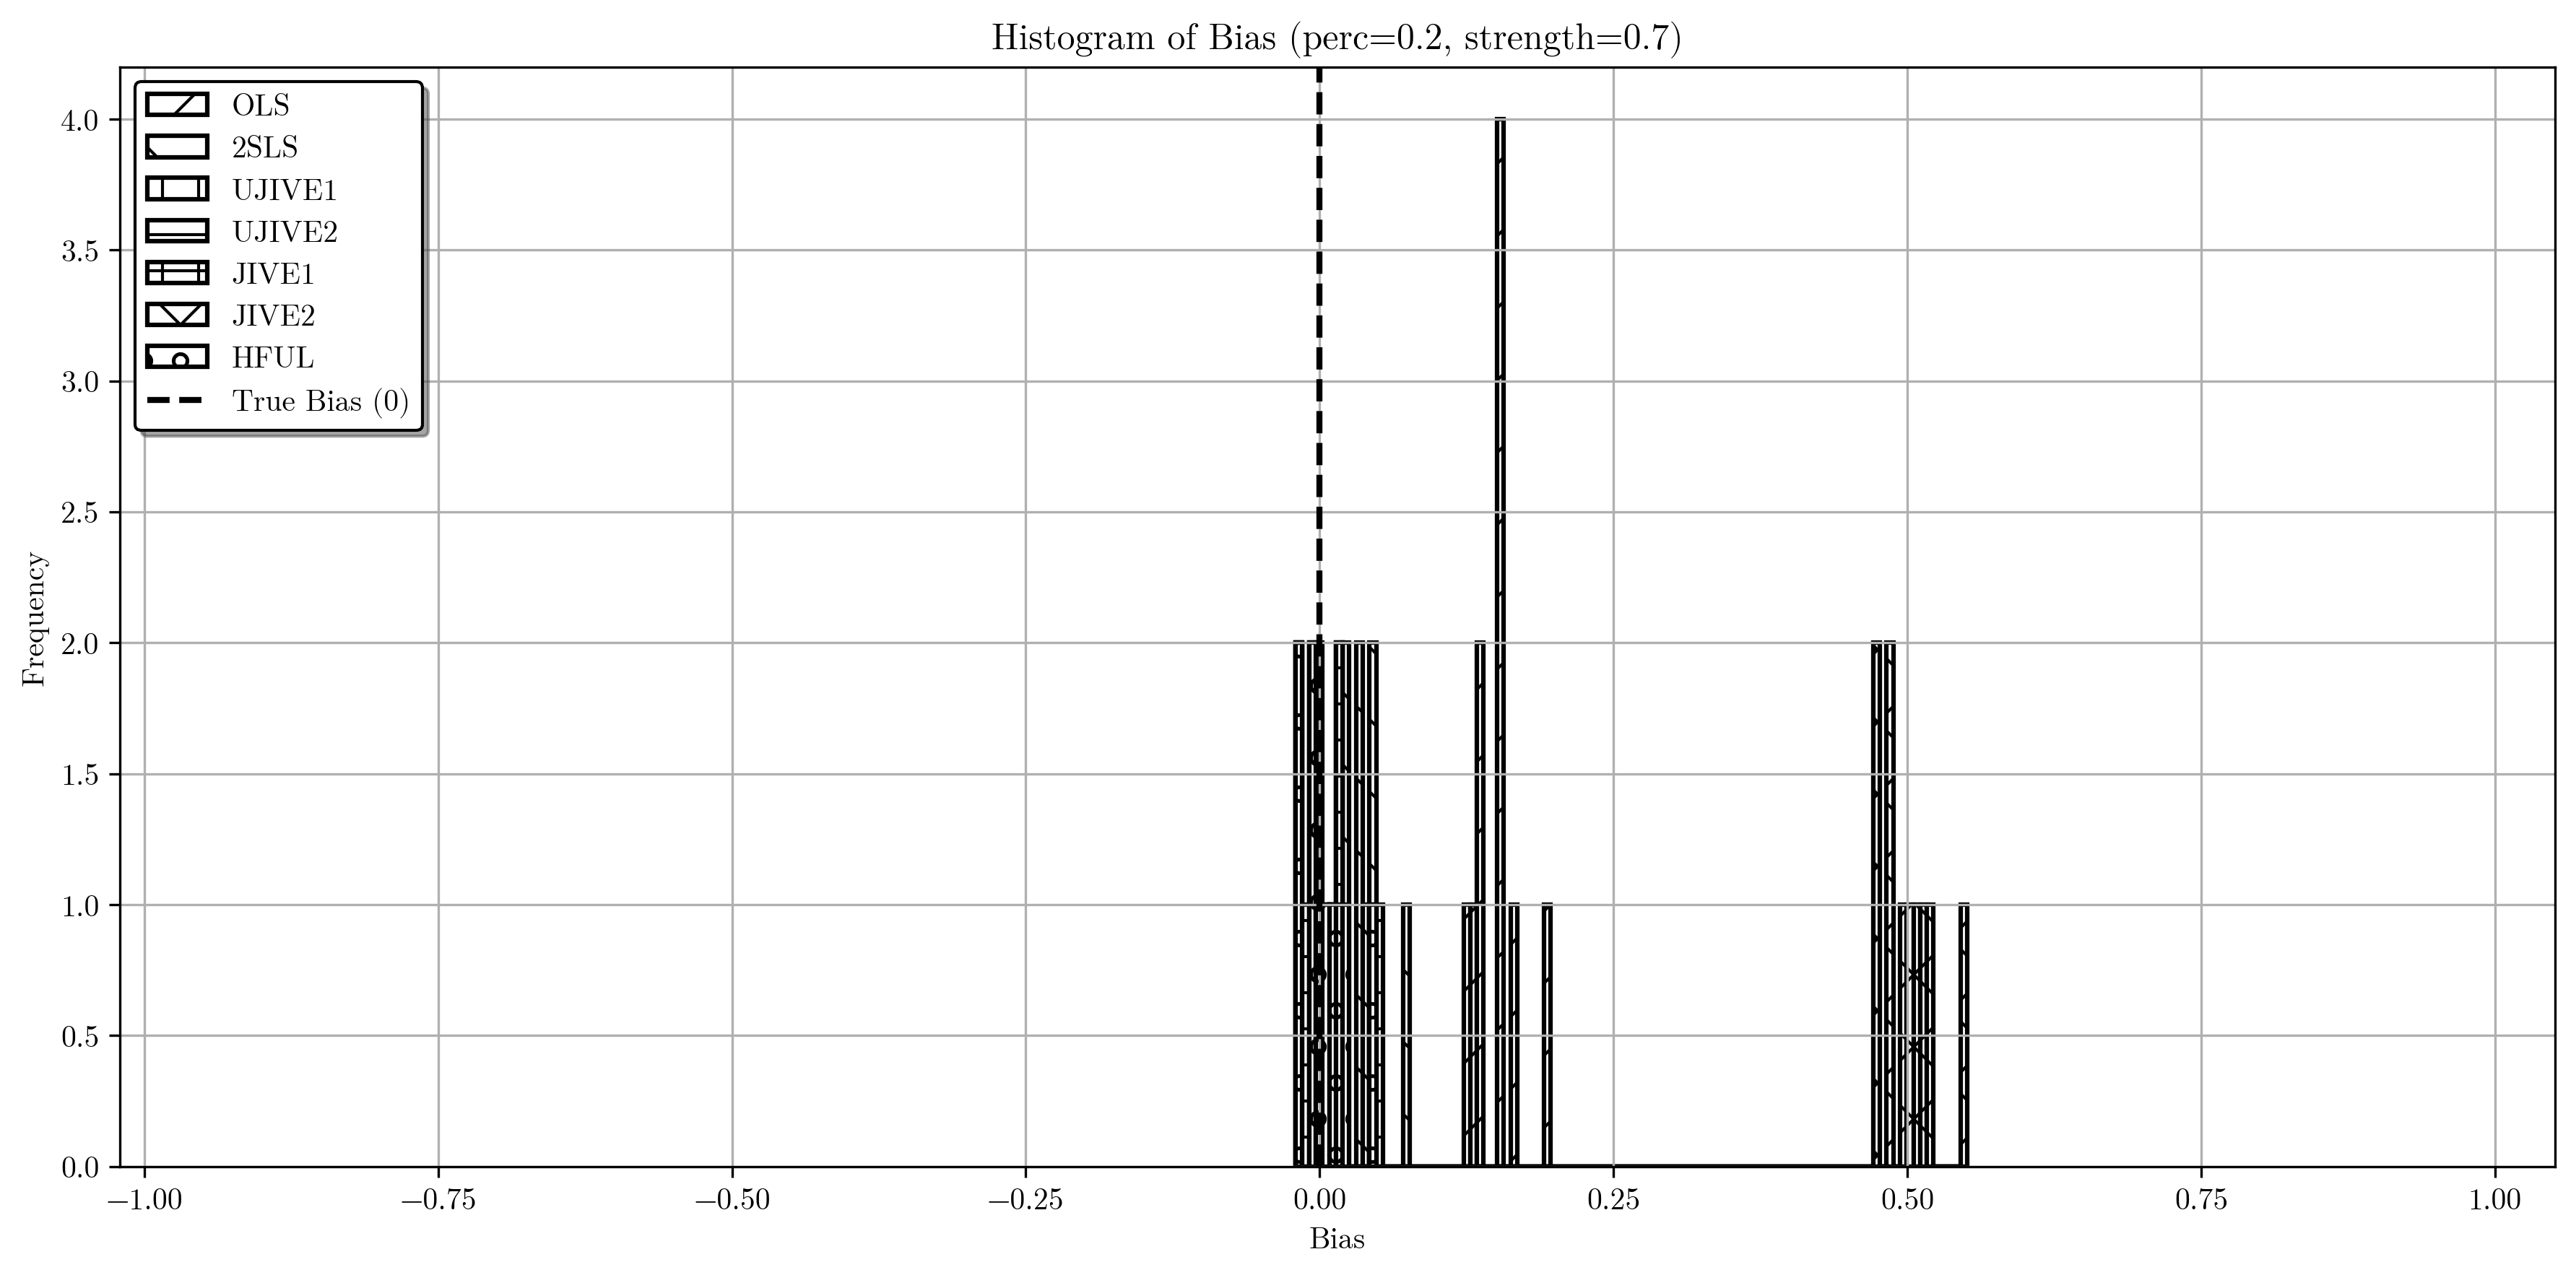 Histogram of Bias (perc=0.2, strength=0.7)
OLS
2SLS
UJIVE1
UJIVE2
JIVE1
JIVE2
HFUL
True Bias (0)
Frequency
4.0
3.5
3.0
2.5
2.0
1.5
1.0
0.5
0.0
−1.00 −0.75 −0.50 −0.25 0.00 0.25 0.50 0.75 1.00
Bias